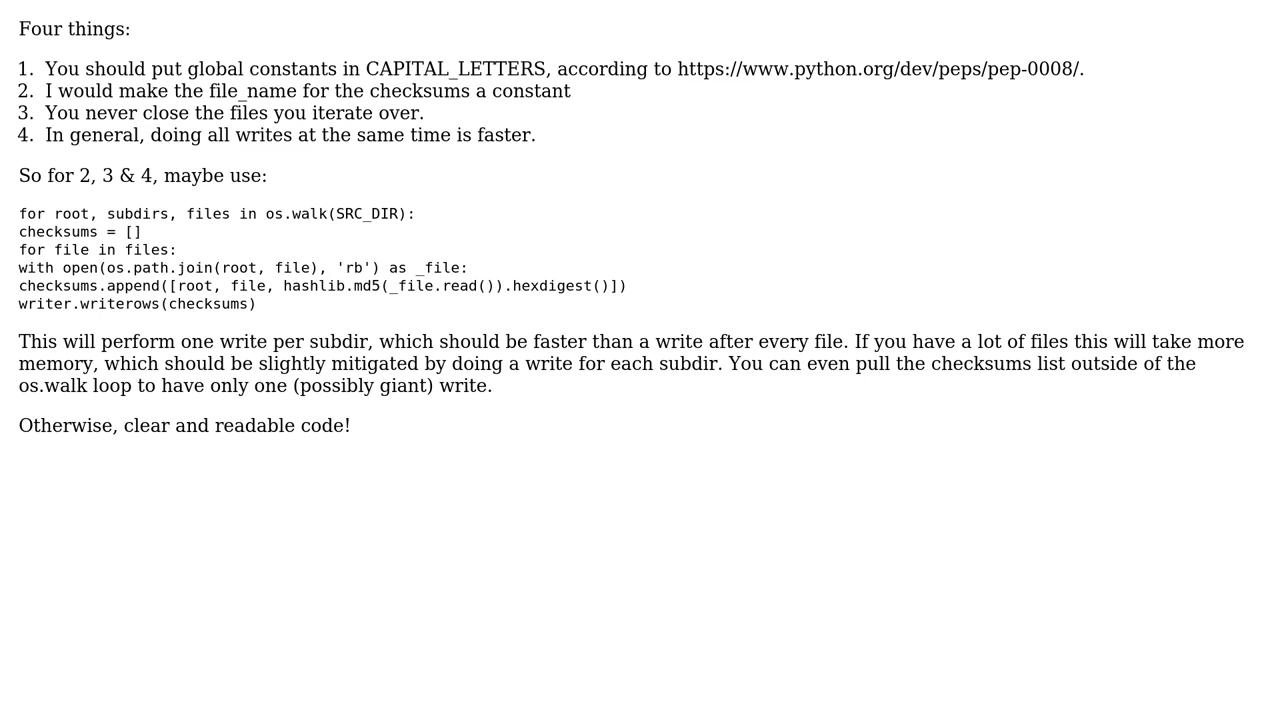 Four things:
1. You should put global constants in CAPITAL_LETTERS, according to https://www.python.org/dev/peps/pep-0008/.
2. I would make the file_name for the checksums a constant
3. You never close the files you iterate over.
4. In general, doing all writes at the same time is faster.
So for 2, 3 & 4, maybe use:
for root, subdirs, files in os.walk(SRC_DIR):
checksums = []
for file in files:
with open(os.path.join(root, file), 'rb') as _file:
checksums.append([root, file, hashlib.md5(_file.read()).hexdigest()])
writer.writerows(checksums)
This will perform one write per subdir, which should be faster than a write after every file. If you have a lot of files this will take more
memory, which should be slightly mitigated by doing a write for each subdir. You can even pull the checksums list outside of the
os.walk loop to have only one (possibly giant) write.
Otherwise, clear and readable code!